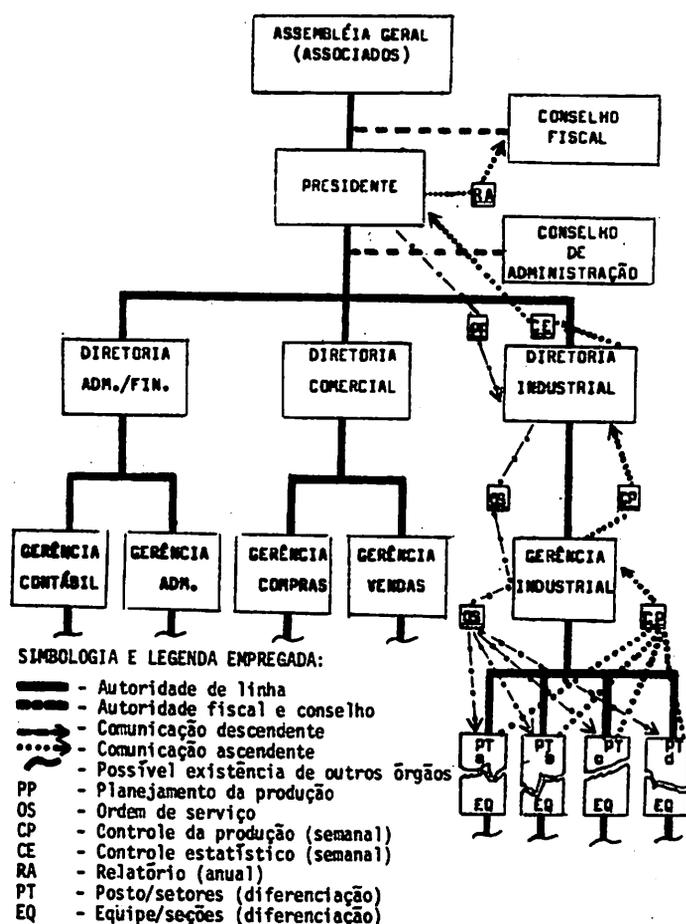 ASSEMBLÉIA GERAL
(ASSOCIADOS)
CONSELHO
FISCAL
PRESIDENTE
RA
CONSELHO
DE
ADMINISTRAÇÃO
CE
DIRETORIA
ADM./FIN.
DIRETORIA
COMERCIAL
DIRETORIA
INDUSTRIAL
OS
CP
GERÊNCIA
CONTÁBIL
GERÊNCIA
ADM.
GERÊNCIA
COMPRAS
GERÊNCIA
VENDAS
GERÊNCIA
INDUSTRIAL
OS
CP
PT
EQ
PT
b
EQ
PT
c
EQ
PT
d
EQ
SIMBOLOGIA E LEGENDA EMPREGADA:
- Autoridade de linha
- Autoridade fiscal e conselho
- Comunicação descendente
- Comunicação ascendente
- Possível existência de outros órgãos
PP - Planejamento da produção
OS - Ordem de serviço
CP - Controle da produção (semanal)
CE - Controle estatístico (semanal)
RA - Relatório (anual)
PT - Posto/setores (diferenciação)
EQ - Equipe/seções (diferenciação)